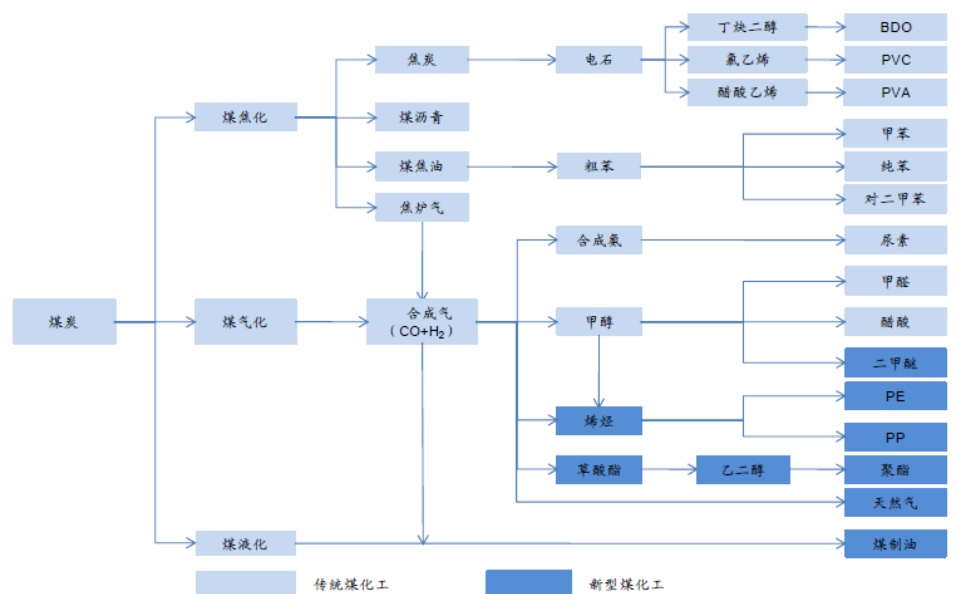 丁炔二醇
BDO
焦炭
电石
氯乙烯
PVC
醋酸乙烯
PVA
煤焦化
煤沥青
甲苯
煤焦油
粗苯
纯苯
对二甲苯
焦炉气
合成氨
尿素
甲醛
煤炭
煤气化
合成气
（CO+H₂）
甲醇
醋酸
二甲醚
PE
烯烃
PP
草酸酯
乙二醇
聚酯
天然气
煤液化
煤制油
传统煤化工
新型煤化工